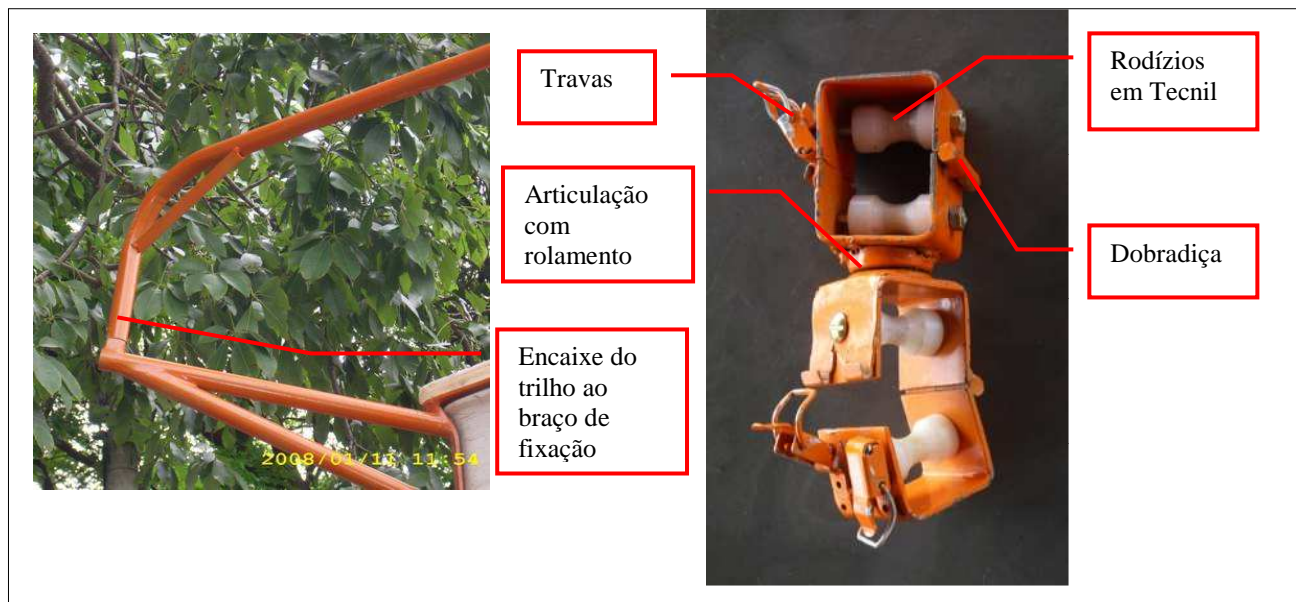 Travas
Rodízios
em Tecnil
Articulação
com
rolamento
Dobradiça
Encaixe do
trilho ao
braço de
fixação
2008/01/11 11:54